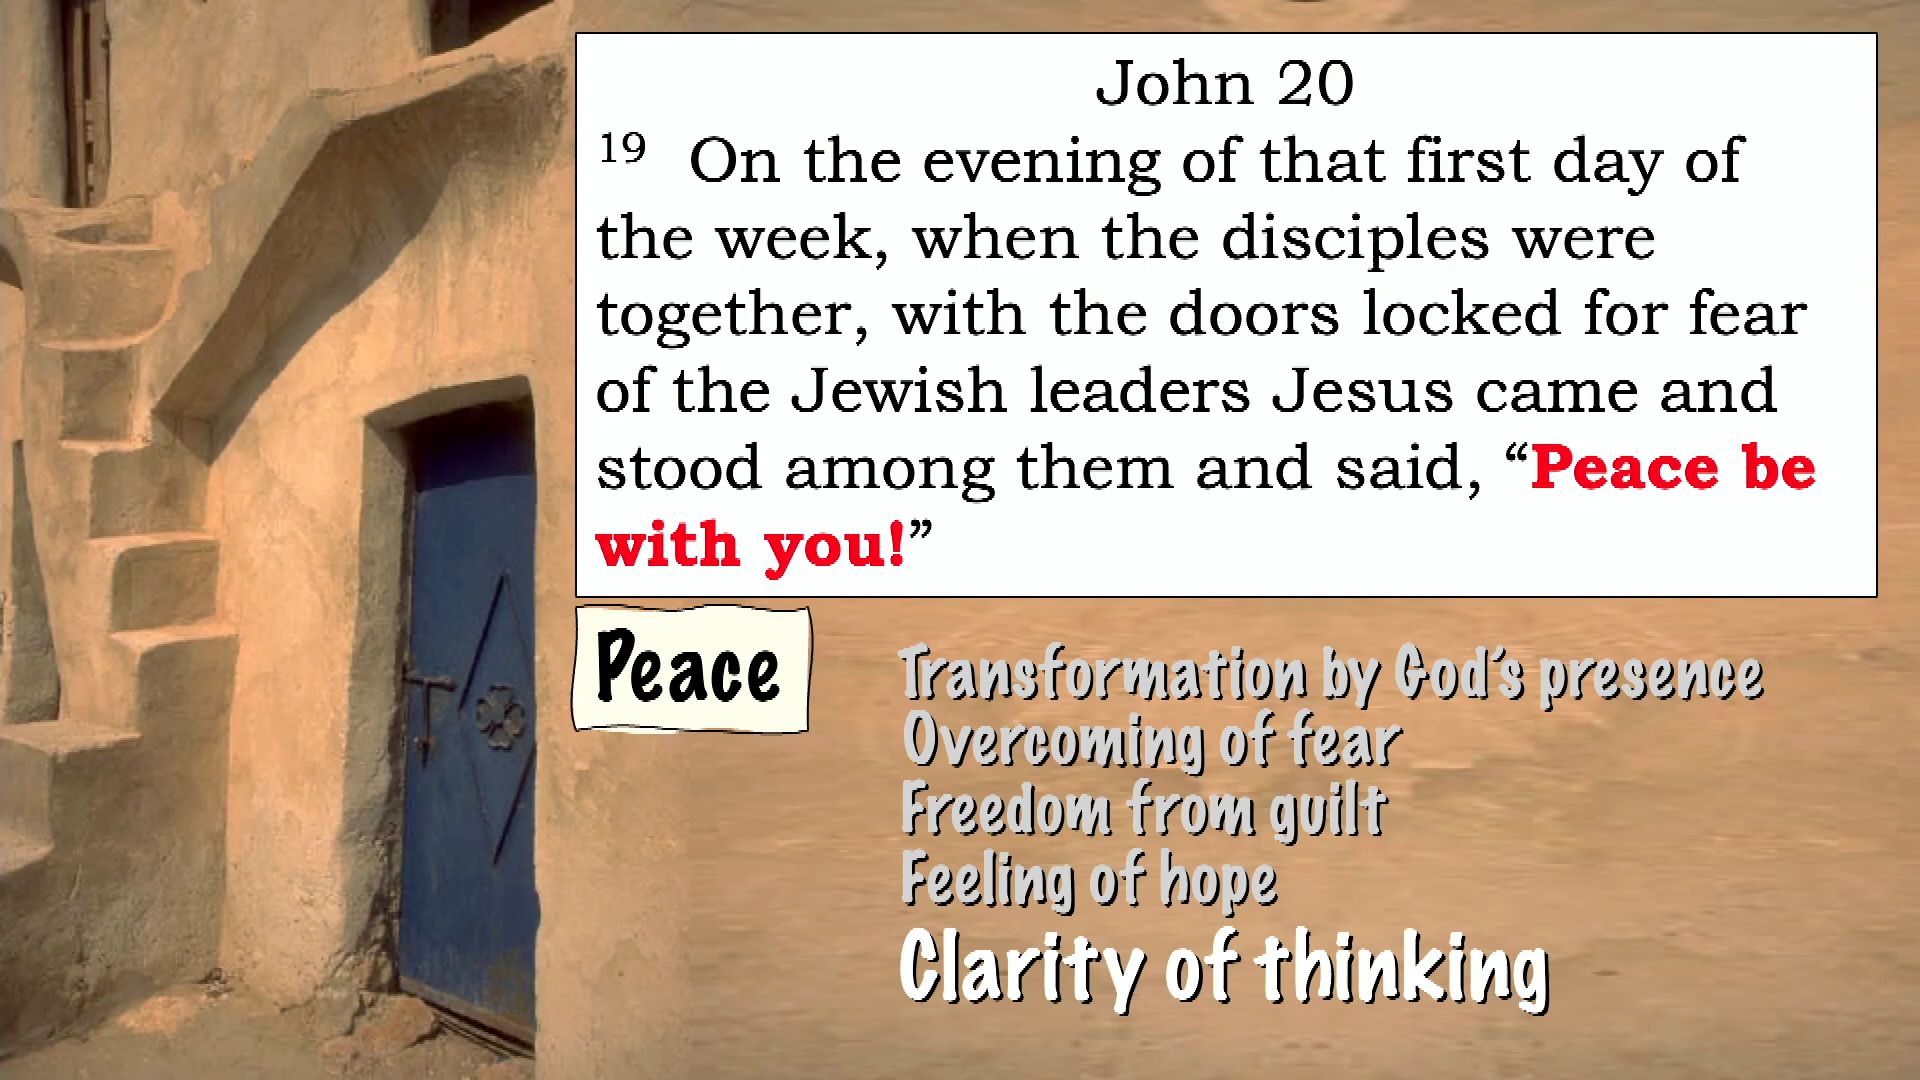 John 20
19 On the evening of that first day of
the week, when the disciples were
together, with the doors locked for fear
of the Jewish leaders Jesus came and
stood among them and said, “Peace be
with you!”
Peace
Transformation by God's presence
Overcoming of fear
Freedom from guilt
Feeling of hope
Clarity of thinking